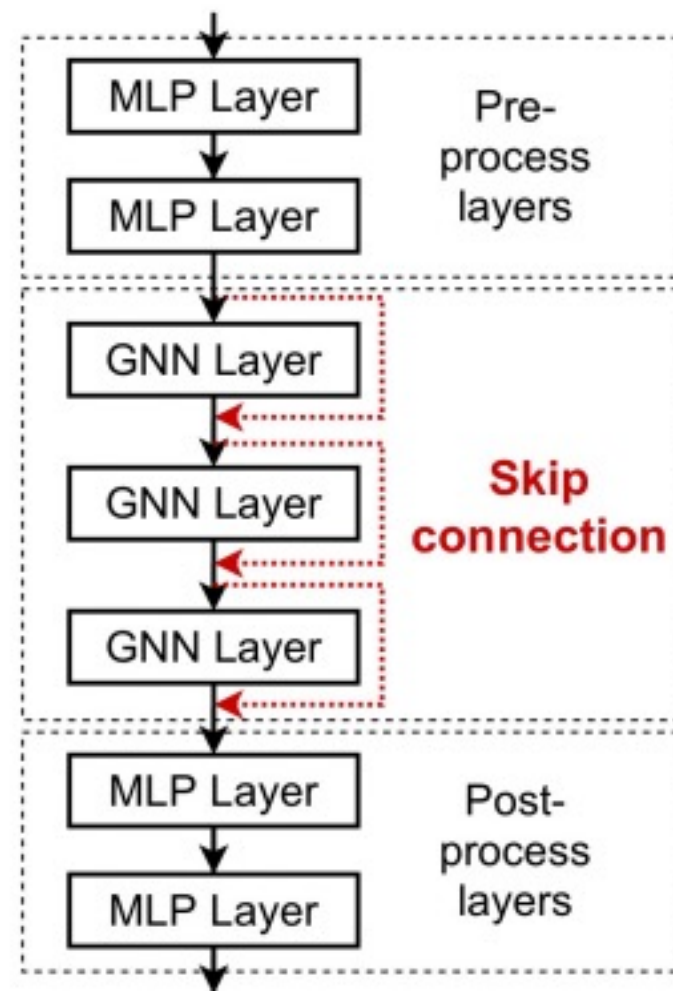 MLP Layer
MLP Layer
Pre-
process
layers
GNN Layer
GNN Layer
GNN Layer
Skip
connection
MLP Layer
MLP Layer
Post-
process
layers